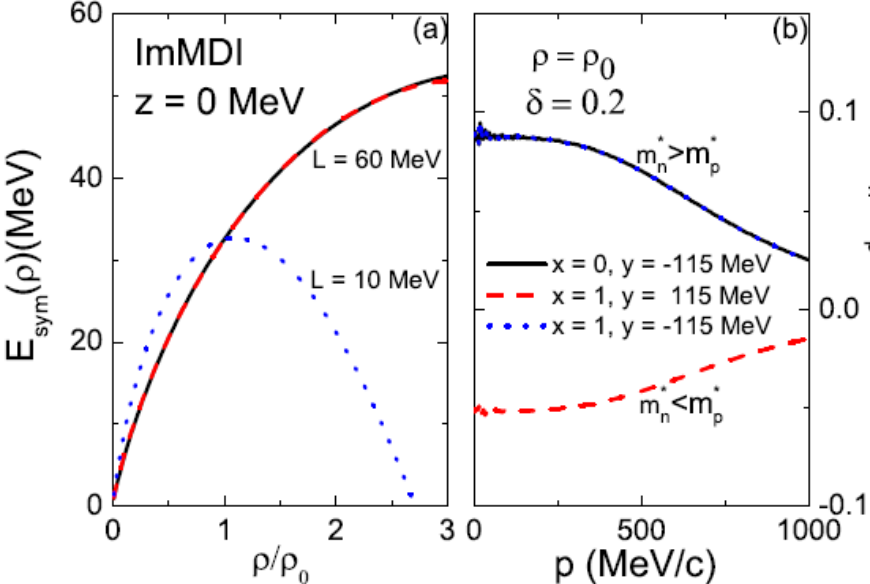 (a)
ImMDI
z = 0 MeV
L = 60 MeV
L = 10 MeV
E_sym(ρ)(MeV)
60
40
20
0
0
1
2
3
ρ/ρ₀
(b)
ρ = ρ₀
δ = 0.2
m*ₙ>m*ₚ
x = 0, y = -115 MeV
x = 1, y = 115 MeV
x = 1, y = -115 MeV
m*ₙ<m*ₚ
0.1
0.0
-0.1
0
500
1000
p (MeV/c)